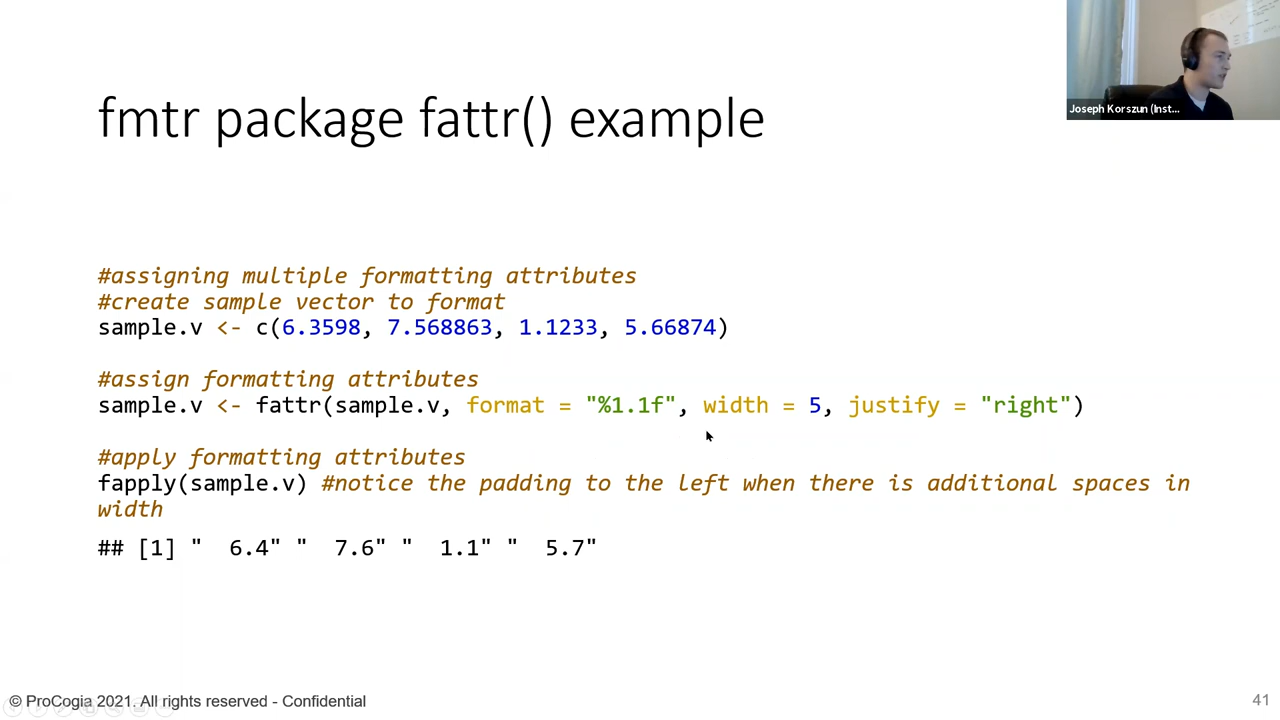 Joseph Korszun (Inst...
fmtr package fattr() example
#assigning multiple formatting attributes
#create sample vector to format
sample.v <- c(6.3598, 7.568863, 1.1233, 5.66874)
#assign formatting attributes
sample.v <- fattr(sample.v, format = "%1.1f", width = 5, justify = "right")
#apply formatting attributes
fapply(sample.v) #notice the padding to the left when there is additional spaces in
width
## [1] "  6.4" "  7.6" "  1.1" "  5.7"
© ProCogia 2021. All rights reserved - Confidential
41